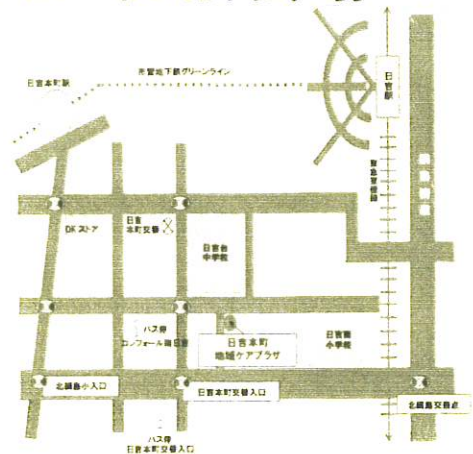 市営地下鉄グリーンライン
日吉本町駅
日吉駅
東急東横線
OKストア
日吉
本町交番
日吉台
中学校
バス停
コンフォール南日吉
日吉本町
地域ケアプラザ
日吉南
小学校
北綱島小入口
日吉本町交番入口
北綱島交差点
バス停
日吉本町交番入口